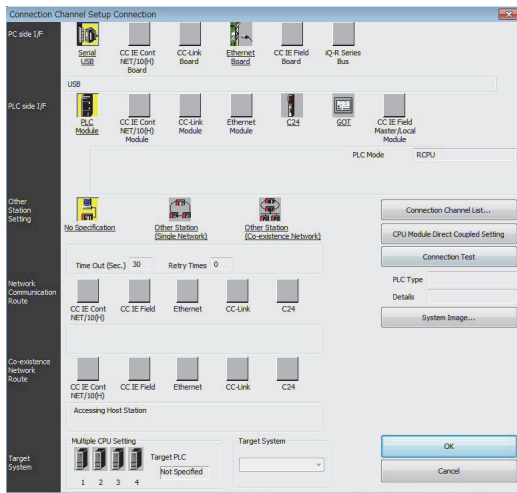 Connection Channel Setup Connection
PC side I/F
Serial
USB
CC IE Cont
NET/10(H)
Board
CC-Link
Board
Ethernet
Board
CC IE Field
Board
iQ-R Series
Bus
USB
PLC side I/F
PLC
Module
CC IE Cont
NET/10(H)
Module
CC-Link
Module
Ethernet
Module
C24
GOT
CC IE Field
Master/Local
Module
PLC Mode RCPU
Other
Station
Setting
No Specification
Other Station
(Single Network)
Other Station
(Co-existence Network)
Time Out (Sec.) 30 Retry Times 0
Connection Channel List...
CPU Module Direct Coupled Setting
Connection Test
PLC Type
Details
System Image...
Network
Communication
Route
CC IE Cont
NET/10(H)
CC IE Field
Ethernet
CC-Link
C24
Co-existence
Network
Route
CC IE Cont
NET/10(H)
CC IE Field
Ethernet
CC-Link
C24
Accessing Host Station
Target
System
Multiple CPU Setting
1 2 3 4
Target PLC
Not Specified
Target System
OK
Cancel